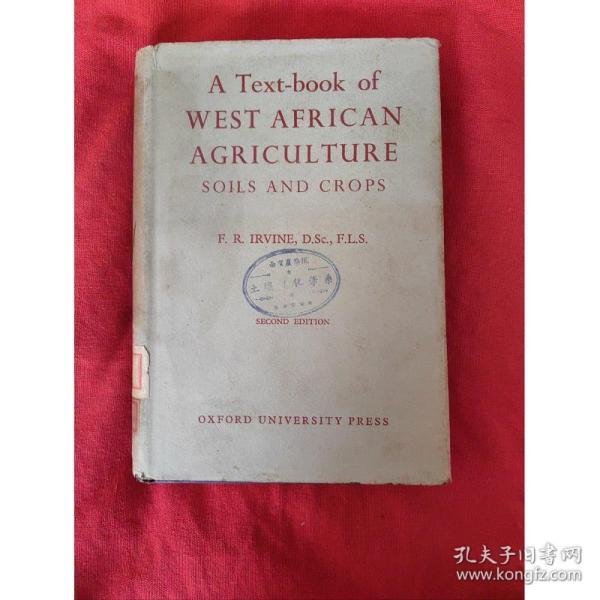 A Text-book of
WEST AFRICAN
AGRICULTURE
SOILS AND CROPS
F. R. IRVINE, D.Sc., F.L.S.
SECOND EDITION
OXFORD UNIVERSITY PRESS
孔夫子旧书网
www.kongfz.com